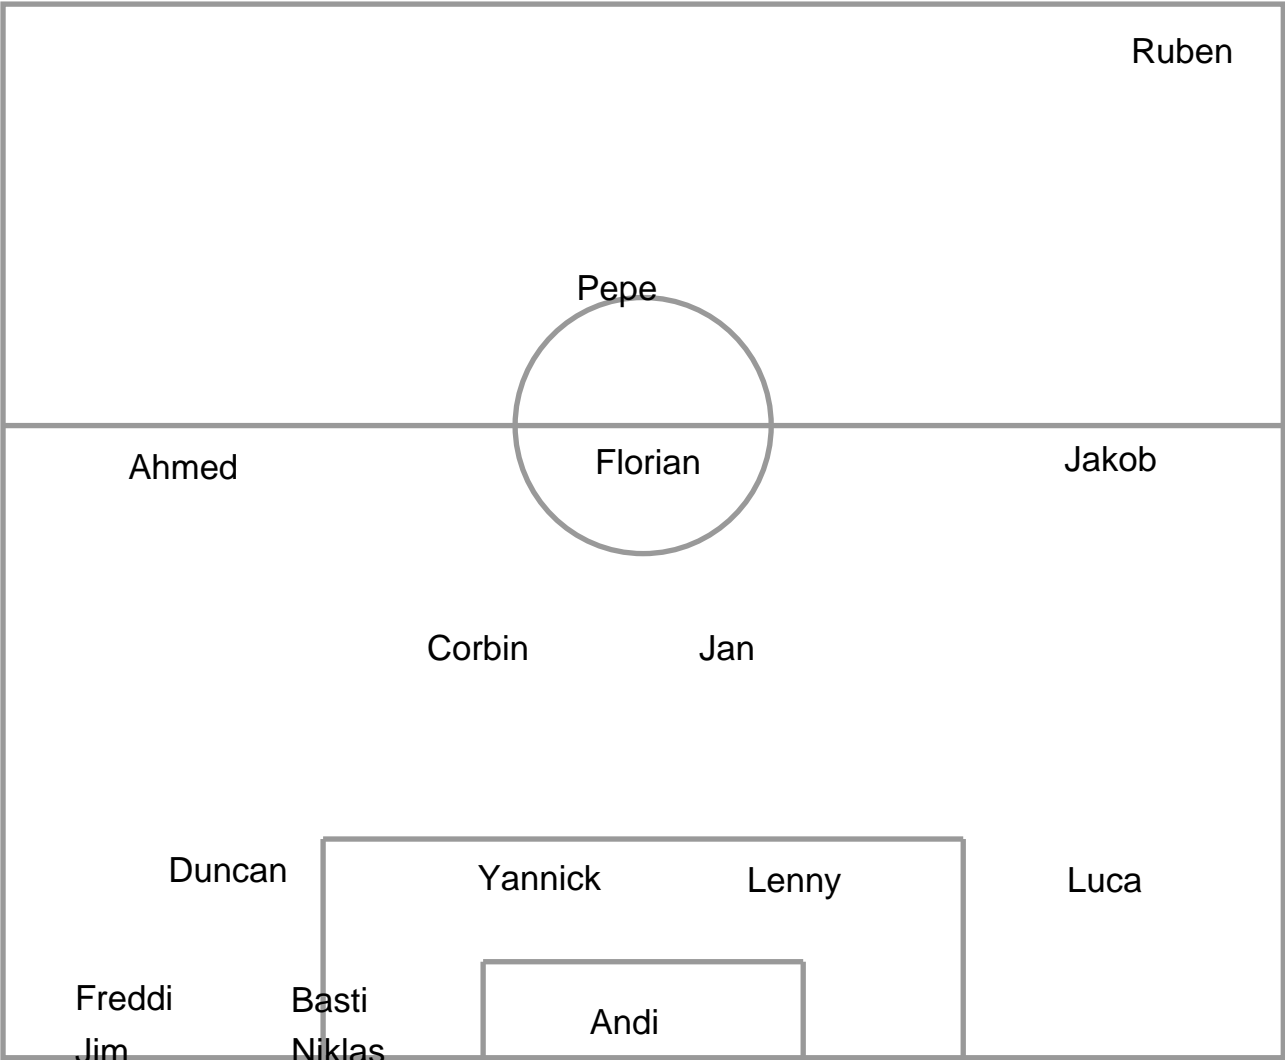 Ruben
Pepe
Ahmed
Florian
Jakob
Corbin
Jan
Duncan
Yannick
Lenny
Luca
Freddi
Basti
Andi
Jim
Niklas